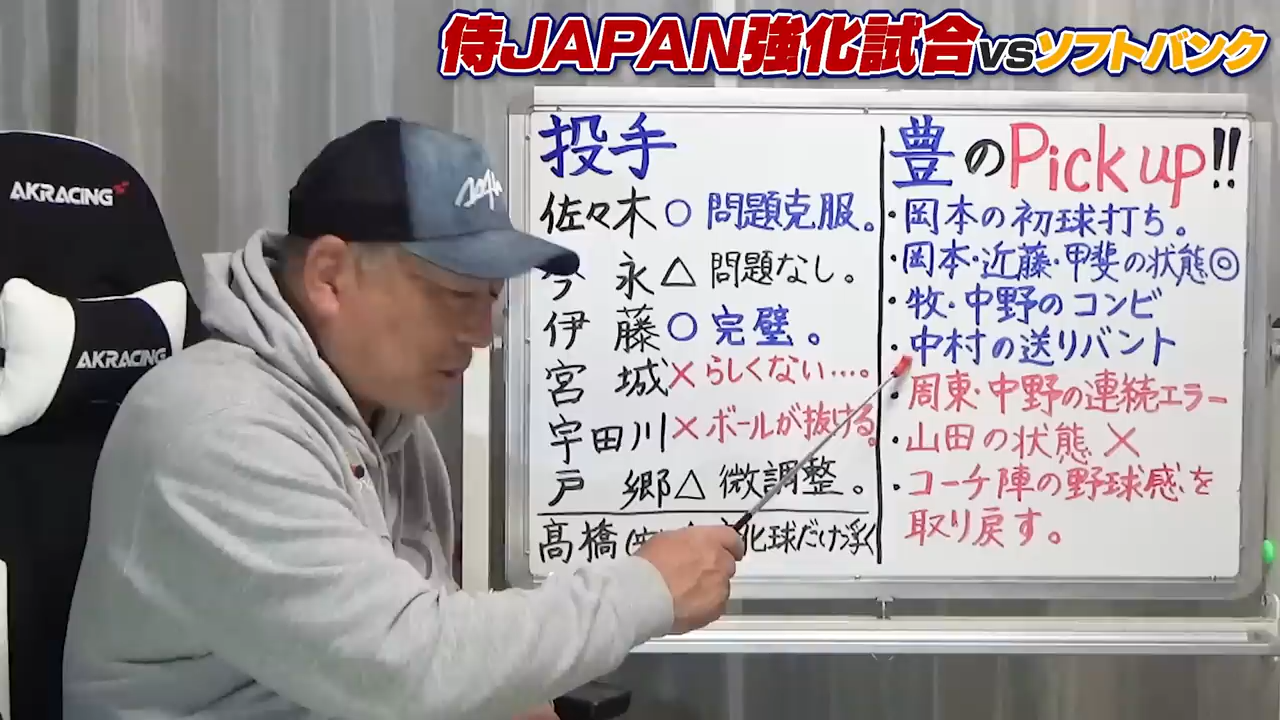 侍JAPAN強化試合vsソフトバンク
投手
佐々木 ○ 問題克服。
永 △ 問題なし。
伊藤 ○ 完璧。
宮城 × らしくない…。
宇田川 × ボールが抜ける。
戸郷 △ 微調整。
高橋 化球だけ浮く
豊のPick up!!
・岡本の初球打ち。
・岡本・近藤・甲斐の状態◎
・牧・中野のコンビ
・中村の送りバント
・周東・中野の連続エラー
・山田の状態 ×
・コーチ陣の野球感を
取り戻す。
AKRACING
AKRACING